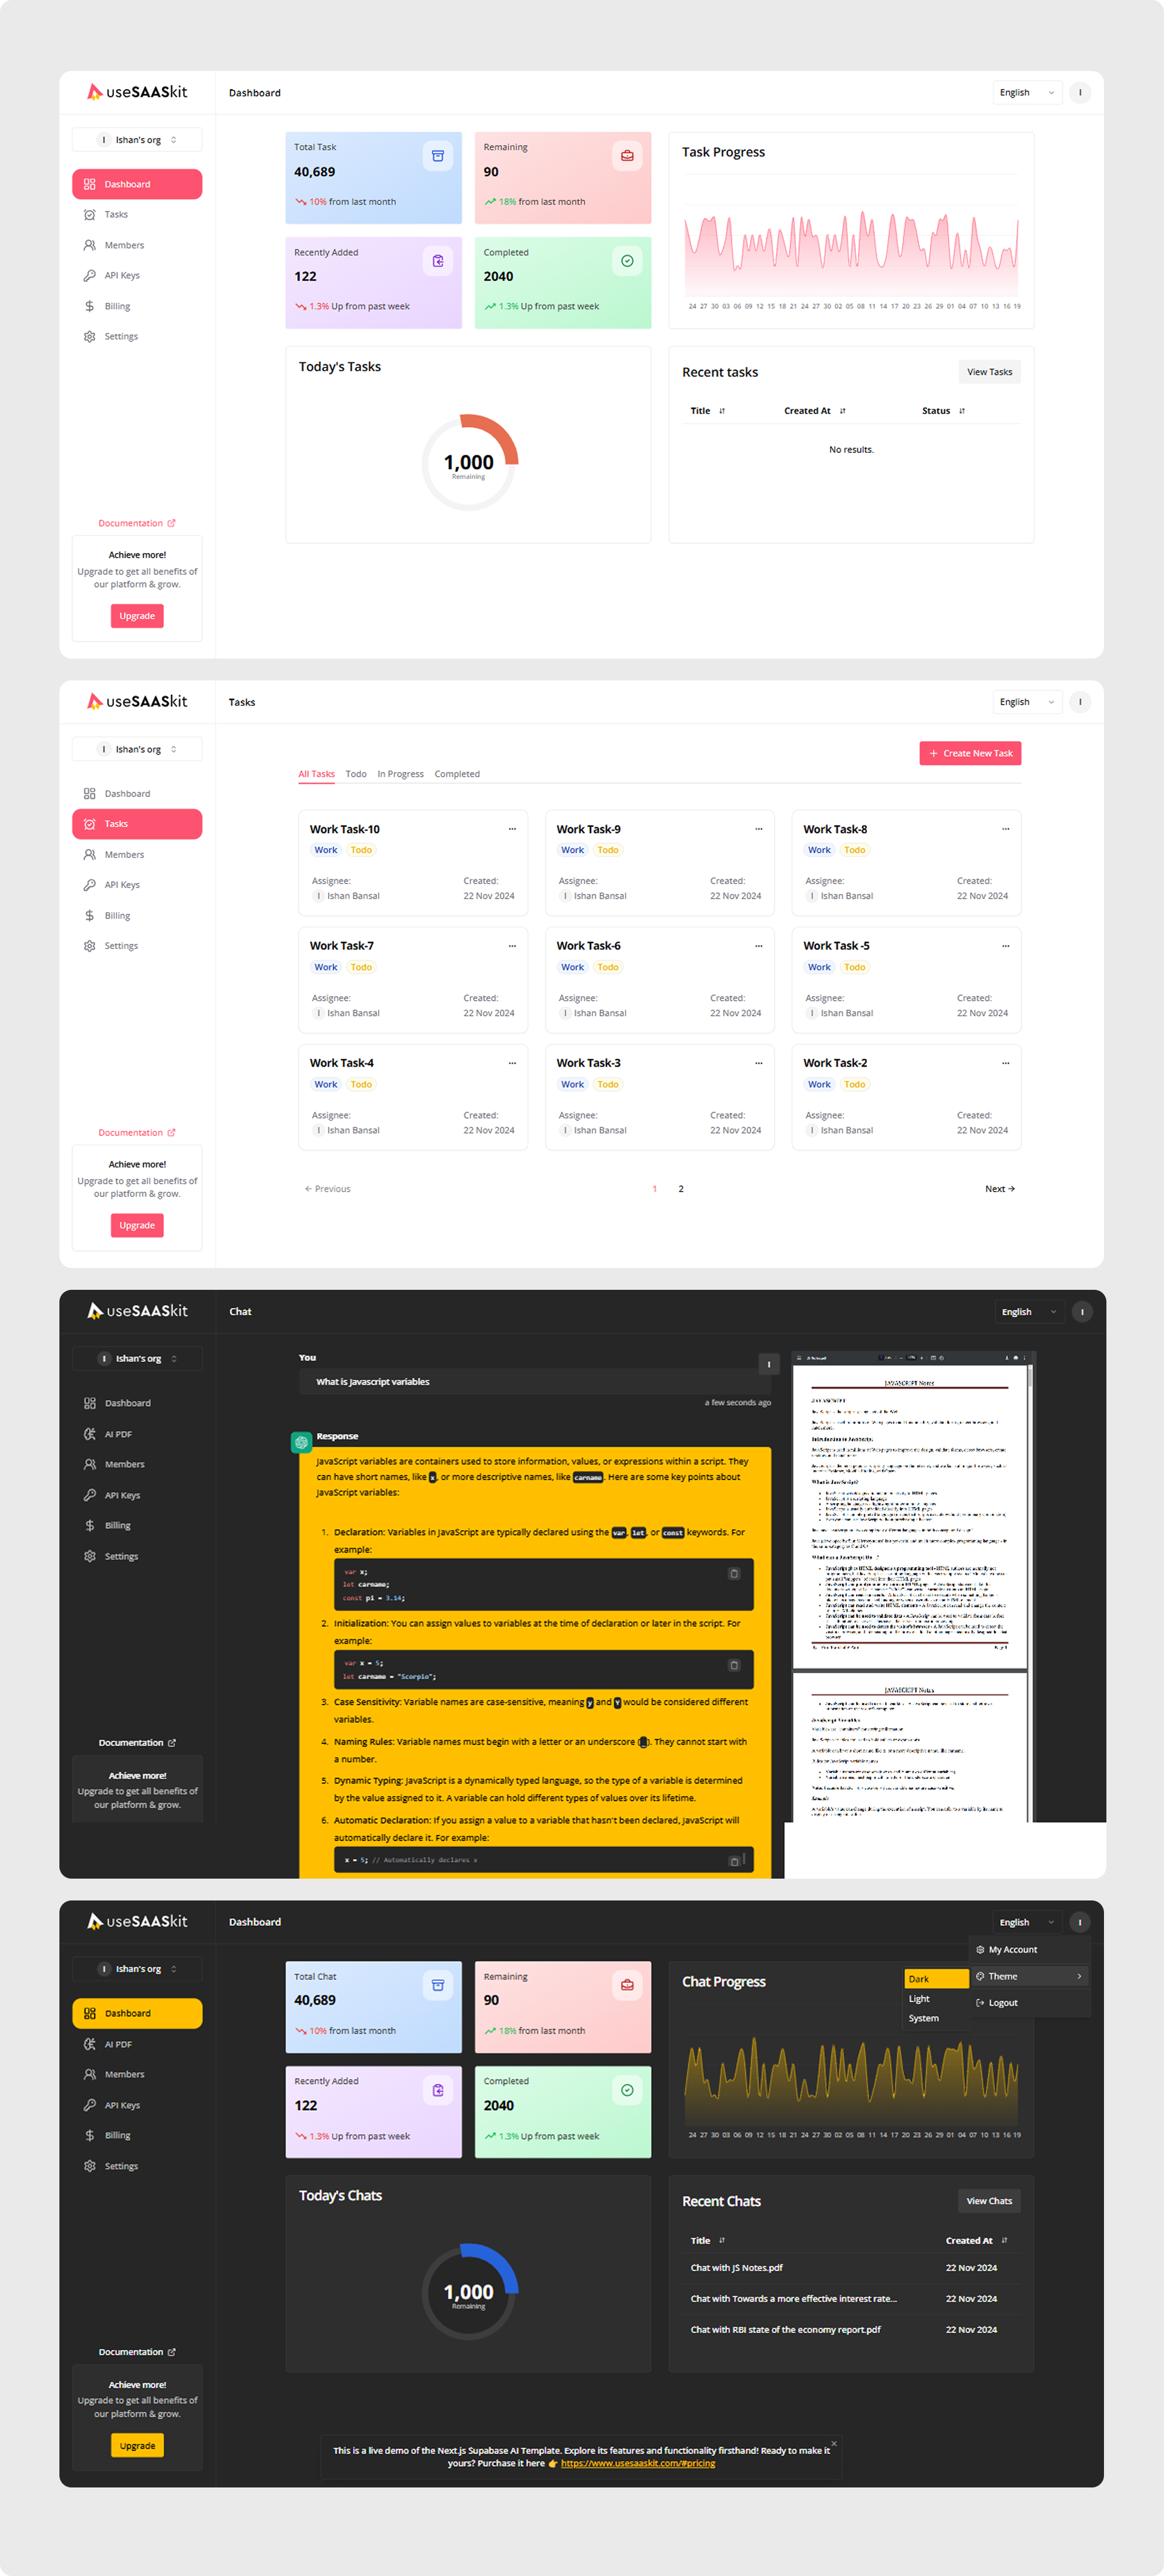 useSAASkit
Dashboard
English
I
I Ishan's org
Dashboard
Tasks
Members
API Keys
Billing
Settings
Documentation
Achieve more!
Upgrade to get all benefits of
our platform & grow.
Upgrade
Total Task
40,689
10% from last month
Remaining
90
18% from last month
Recently Added
122
1.3% Up from past week
Completed
2040
1.3% Up from past week
Task Progress
24 27 30 03 06 09 12 15 18 21 24 27 30 02 05 08 11 14 17 20 23 26 29 01 04 07 10 13 16 19
Today's Tasks
1,000
Remaining
Recent tasks
View Tasks
Title Created At Status
No results.
useSAASkit
Tasks
English
I
I Ishan's org
Dashboard
Tasks
Members
API Keys
Billing
Settings
Documentation
Achieve more!
Upgrade to get all benefits of
our platform & grow.
Upgrade
+ Create New Task
All Tasks Todo In Progress Completed
Work Task-10 ...
Work Todo
Assignee: Created:
I Ishan Bansal 22 Nov 2024
Work Task-9 ...
Work Todo
Assignee: Created:
I Ishan Bansal 22 Nov 2024
Work Task-8 ...
Work Todo
Assignee: Created:
I Ishan Bansal 22 Nov 2024
Work Task-7 ...
Work Todo
Assignee: Created:
I Ishan Bansal 22 Nov 2024
Work Task-6 ...
Work Todo
Assignee: Created:
I Ishan Bansal 22 Nov 2024
Work Task -5 ...
Work Todo
Assignee: Created:
I Ishan Bansal 22 Nov 2024
Work Task-4 ...
Work Todo
Assignee: Created:
I Ishan Bansal 22 Nov 2024
Work Task-3 ...
Work Todo
Assignee: Created:
I Ishan Bansal 22 Nov 2024
Work Task-2 ...
Work Todo
Assignee: Created:
I Ishan Bansal 22 Nov 2024
← Previous 1 2 Next →
useSAASkit
Chat
English
I
I Ishan's org
Dashboard
AI PDF
Members
API Keys
Billing
Settings
Documentation
Achieve more!
Upgrade to get all benefits of
our platform & grow.
You
I
What is Javascript variables
a few seconds ago
Response
JavaScript variables are containers used to store information, values, or expressions within a script. They
can have short names, like x, or more descriptive names, like carname. Here are some key points about
JavaScript variables:
1. Declaration: Variables in JavaScript are typically declared using the var, let, or const keywords. For
example:
var x;
let carname;
const pi = 3.14;
2. Initialization: You can assign values to variables at the time of declaration or later in the script. For
example:
var x = 5;
let carname = "Scorpio";
3. Case Sensitivity: Variable names are case-sensitive, meaning y and Y would be considered different
variables.
4. Naming Rules: Variable names must begin with a letter or an underscore (_). They cannot start with
a number.
5. Dynamic Typing: JavaScript is a dynamically typed language, so the type of a variable is determined
by the value assigned to it. A variable can hold different types of values over its lifetime.
6. Automatic Declaration: If you assign a value to a variable that hasn't been declared, JavaScript will
automatically declare it. For example:
x = 5; // Automatically declares x
JAVASCRIPT Notes
JAVASCRIPT
What is JavaScript?
JAVASCRIPT Notes
useSAASkit
Dashboard
English
I
I Ishan's org
Dashboard
AI PDF
Members
API Keys
Billing
Settings
Documentation
Achieve more!
Upgrade to get all benefits of
our platform & grow.
Upgrade
My Account
Theme
Logout
Dark
Light
System
Total Chat
40,689
10% from last month
Remaining
90
18% from last month
Recently Added
122
1.3% Up from past week
Completed
2040
1.3% Up from past week
Chat Progress
24 27 30 03 06 09 12 15 18 21 24 27 30 02 05 08 11 14 17 20 23 26 29 01 04 07 10 13 16 19
Today's Chats
1,000
Remaining
Recent Chats
View Chats
Title Created At
Chat with JS Notes.pdf 22 Nov 2024
Chat with Towards a more effective interest rate... 22 Nov 2024
Chat with RBI state of the economy report.pdf 22 Nov 2024
This is a live demo of the Next.js Supabase AI Template. Explore its features and functionality firsthand! Ready to make it
yours? Purchase it here 👉 https://www.usesaaskit.com/#pricing